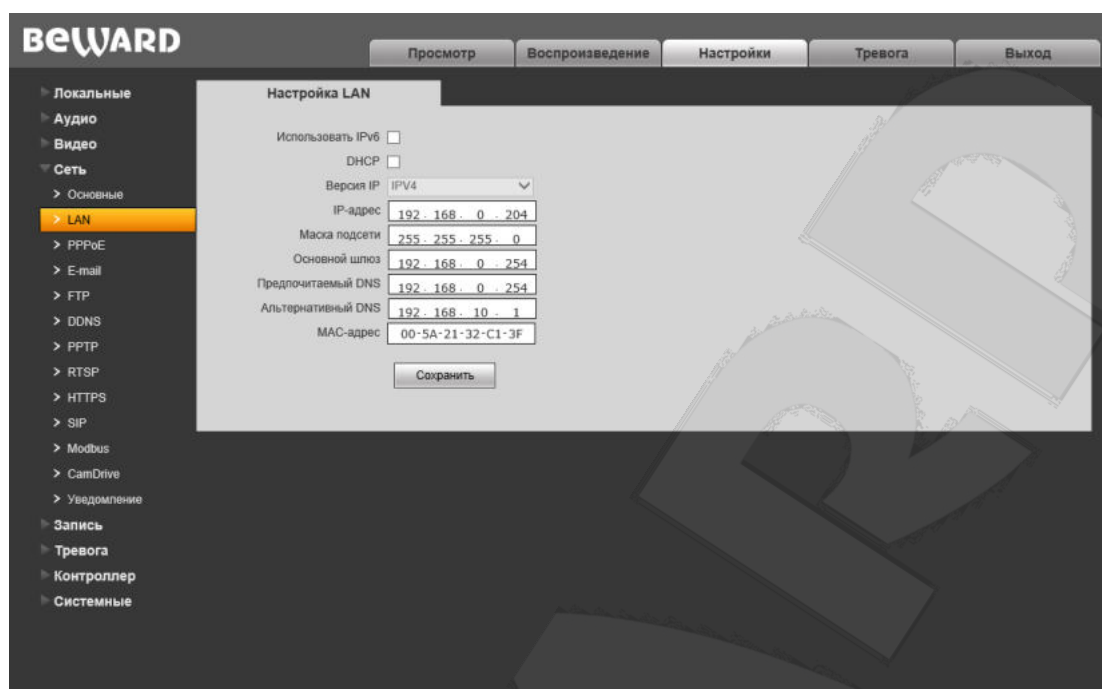 BEWARD
Просмотр Воспроизведение Настройки Тревога Выход
Локальные
Аудио
Видео
Сеть
> Основные
> LAN
> PPPoE
> E-mail
> FTP
> DDNS
> PPTP
> RTSP
> HTTPS
> SIP
> Modbus
> CamDrive
> Уведомление
Запись
Тревога
Контроллер
Системные
Настройка LAN
Использовать IPv6
DHCP
Версия IP IPV4
IP-адрес 192. 168. 0 . 204
Маска подсети 255. 255. 255. 0
Основной шлюз 192. 168. 0 . 254
Предпочитаемый DNS 192. 168. 0 . 254
Альтернативный DNS 192. 168. 10 . 1
MAC-адрес 00-5A-21-32-C1-3F
Сохранить